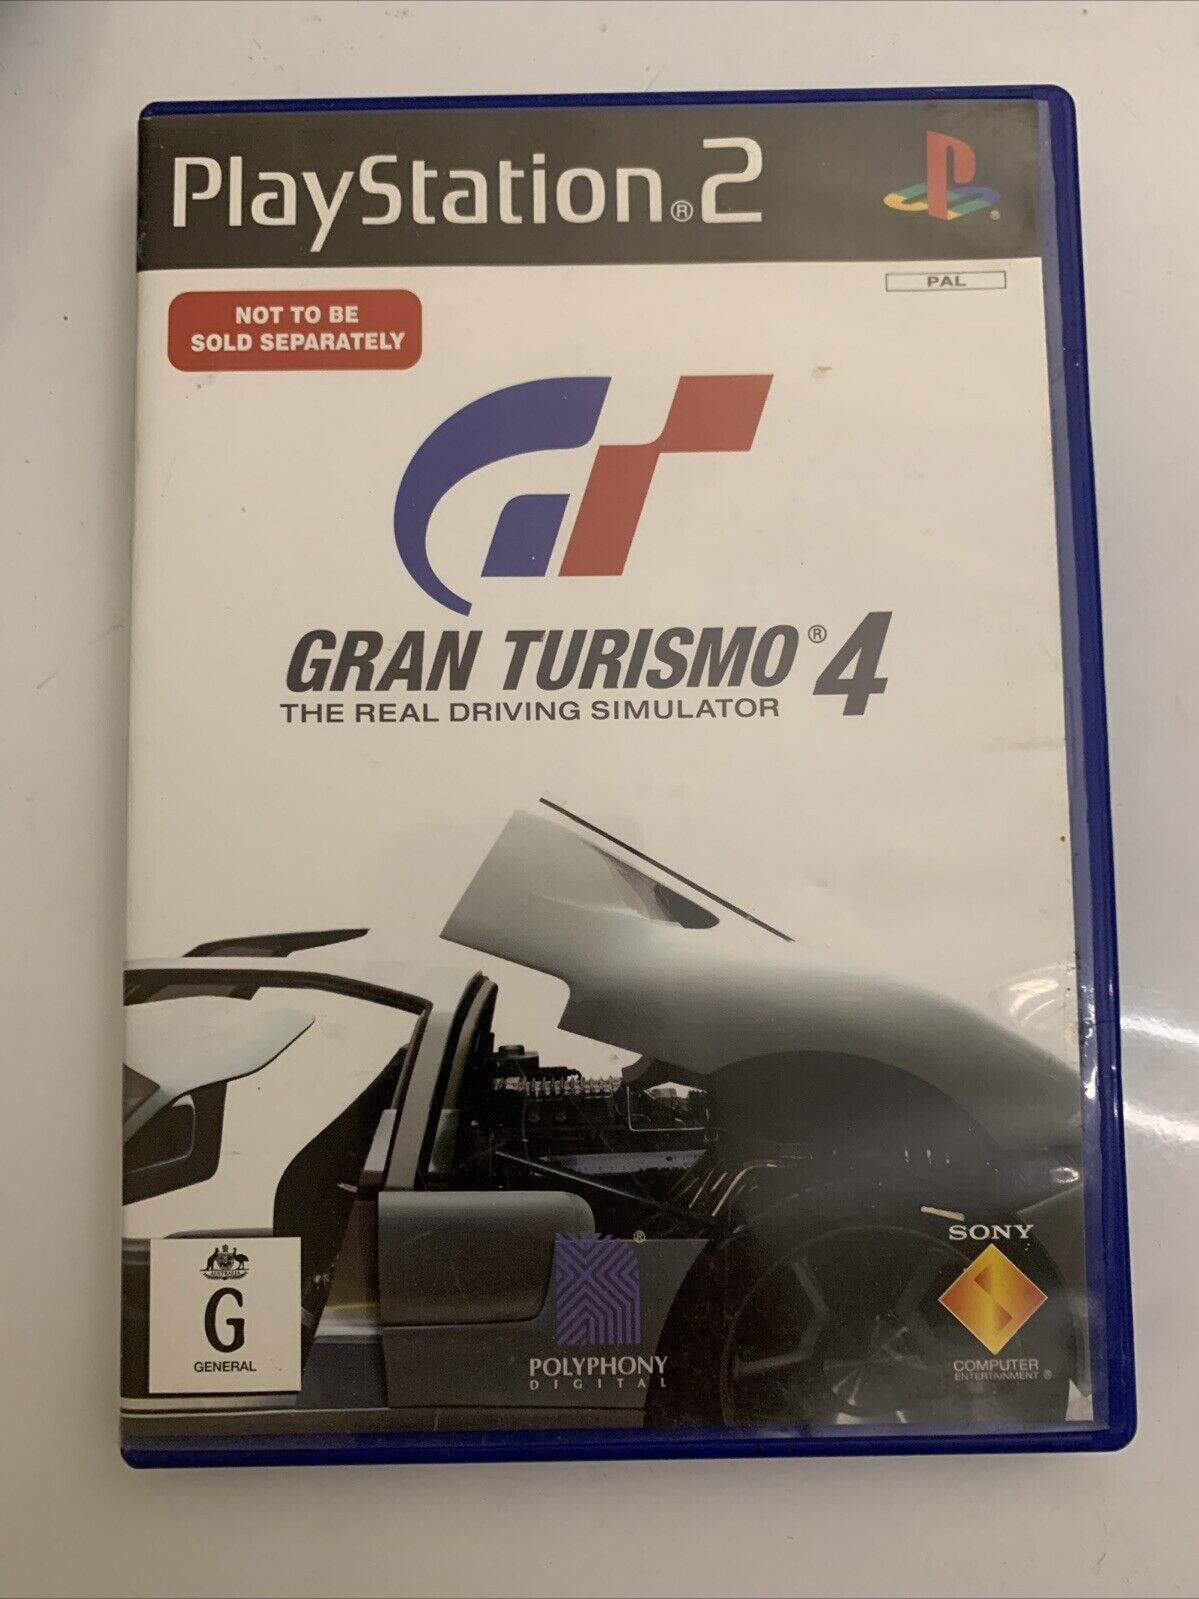 PlayStation®2
PAL
NOT TO BE
SOLD SEPARATELY
GRAN TURISMO®4
THE REAL DRIVING SIMULATOR
AUSTRALIA
G
GENERAL
POLYPHONY
DIGITAL
®
SONY
COMPUTER
ENTERTAINMENT®